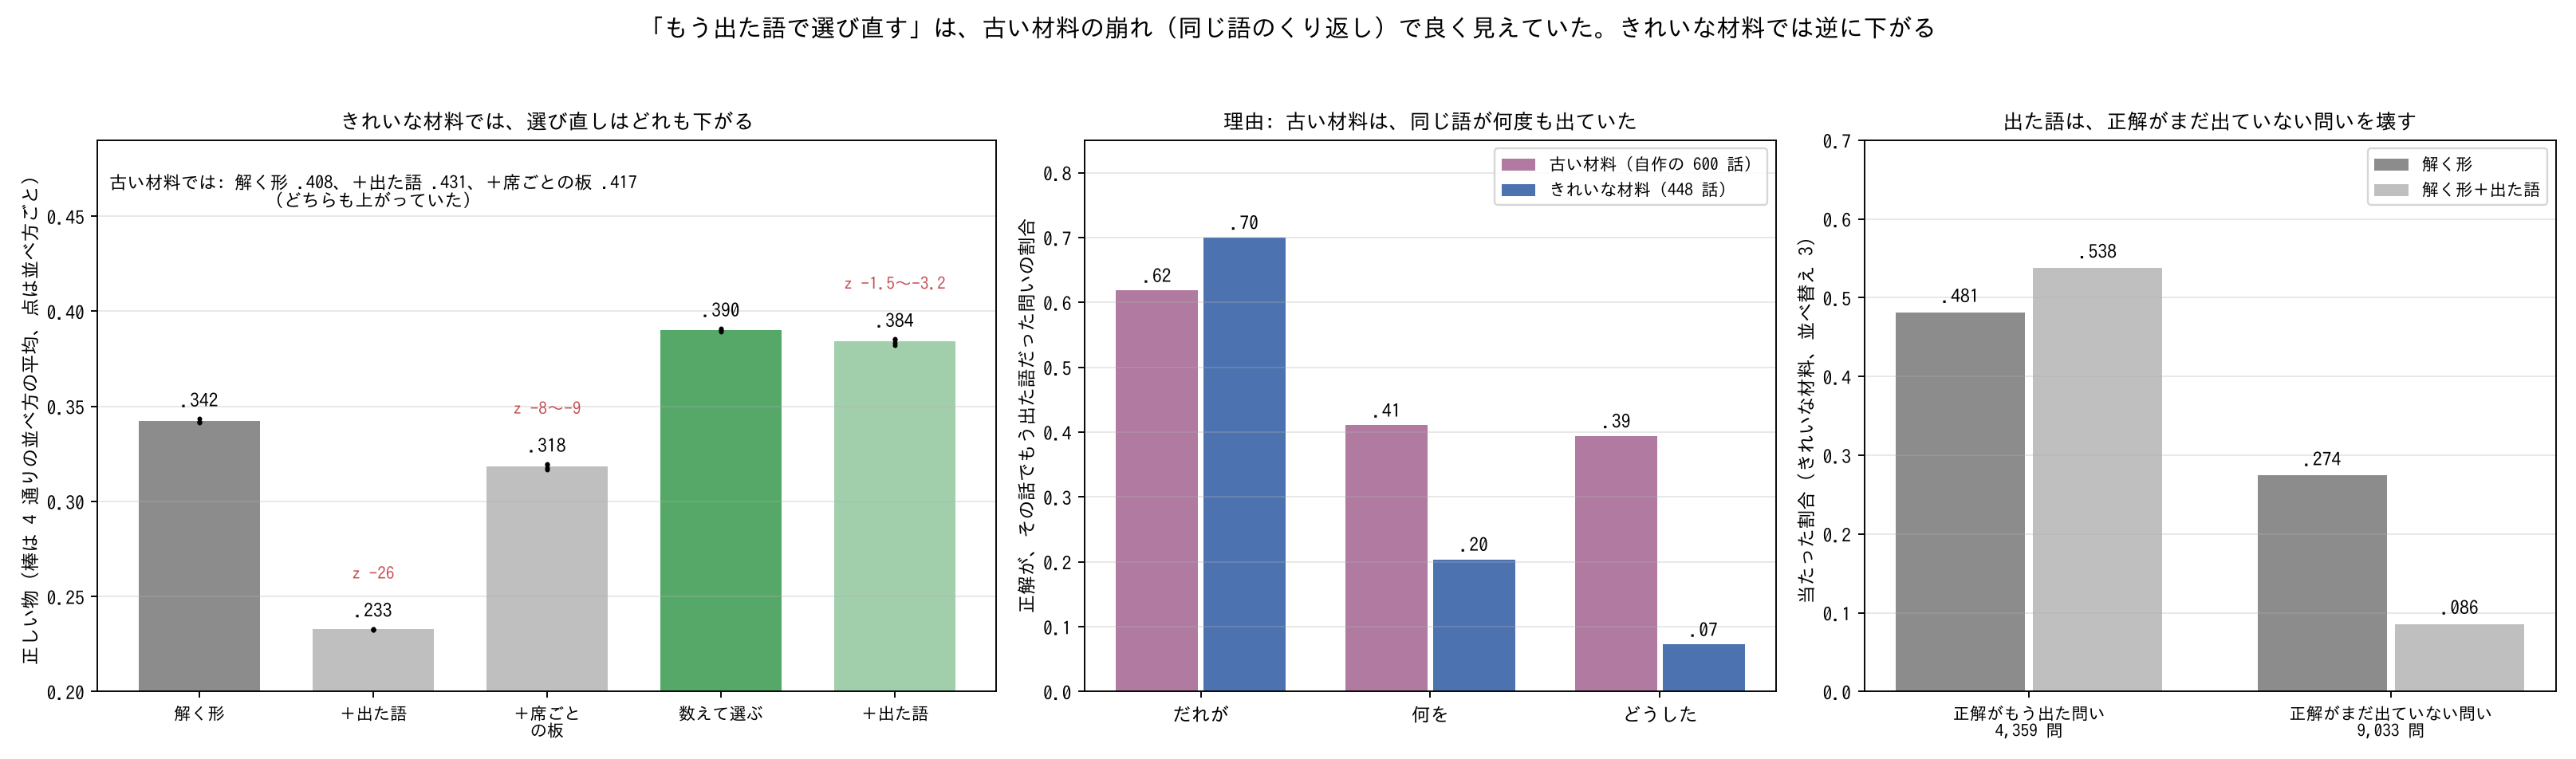 「もう出た語で選び直す」は、古い材料の崩れ（同じ語のくり返し）で良く見えていた。きれいな材料では逆に下がる
きれいな材料では、選び直しはどれも下がる
正しい物（棒は 4 通りの並べ方の平均、点は並べ方ごと）
古い材料では: 解く形 .408、＋出た語 .431、＋席ごとの板 .417
（どちらも上がっていた）
0.45
0.40
0.35
0.30
0.25
0.20
.342
z -26
.233
z -8〜-9
.318
.390
z -1.5〜-3.2
.384
解く形
＋出た語
＋席ごと
の板
数えて選ぶ
＋出た語
理由: 古い材料は、同じ語が何度も出ていた
正解が、その話でもう出た語だった問いの割合
古い材料（自作の 600 話）
きれいな材料（448 話）
0.8
0.7
0.6
0.5
0.4
0.3
0.2
0.1
0.0
.62
.70
.41
.20
.39
.07
だれが
何を
どうした
出た語は、正解がまだ出ていない問いを壊す
当たった割合（きれいな材料、並べ替え 3）
解く形
解く形＋出た語
0.7
0.6
0.5
0.4
0.3
0.2
0.1
0.0
.481
.538
.274
.086
正解がもう出た問い
4,359 問
正解がまだ出ていない問い
9,033 問